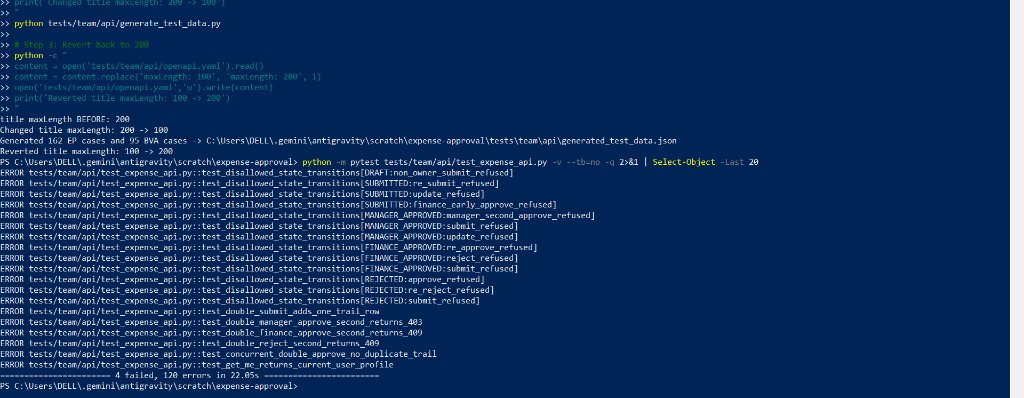 >> print('Changed title maxLength: 200 -> 100')
>> "
>> python tests/team/api/generate_test_data.py
>>
>> # Step 3: Revert back to 200
>> python -c "
>> content = open('tests/team/api/openapi.yaml').read()
>> content = content.replace('maxLength: 100', 'maxLength: 200', 1)
>> open('tests/team/api/openapi.yaml','w').write(content)
>> print('Reverted title maxLength: 100 -> 200')
>> "
title maxLength BEFORE: 200
Changed title maxLength: 200 -> 100
Generated 162 EP cases and 95 BVA cases -> C:\Users\DELL\.gemini\antigravity\scratch\expense-approval\tests\team\api\generated_test_data.json
Reverted title maxLength: 100 -> 200
PS C:\Users\DELL\.gemini\antigravity\scratch\expense-approval> python -m pytest tests/team/api/test_expense_api.py -v --tb=no -q 2>&1 | Select-Object -Last 20
ERROR tests/team/api/test_expense_api.py::test_disallowed_state_transitions[DRAFT:non_owner_submit_refused]
ERROR tests/team/api/test_expense_api.py::test_disallowed_state_transitions[SUBMITTED:re_submit_refused]
ERROR tests/team/api/test_expense_api.py::test_disallowed_state_transitions[SUBMITTED:update_refused]
ERROR tests/team/api/test_expense_api.py::test_disallowed_state_transitions[SUBMITTED:finance_early_approve_refused]
ERROR tests/team/api/test_expense_api.py::test_disallowed_state_transitions[MANAGER_APPROVED:manager_second_approve_refused]
ERROR tests/team/api/test_expense_api.py::test_disallowed_state_transitions[MANAGER_APPROVED:submit_refused]
ERROR tests/team/api/test_expense_api.py::test_disallowed_state_transitions[MANAGER_APPROVED:update_refused]
ERROR tests/team/api/test_expense_api.py::test_disallowed_state_transitions[FINANCE_APPROVED:re_approve_refused]
ERROR tests/team/api/test_expense_api.py::test_disallowed_state_transitions[FINANCE_APPROVED:reject_refused]
ERROR tests/team/api/test_expense_api.py::test_disallowed_state_transitions[FINANCE_APPROVED:submit_refused]
ERROR tests/team/api/test_expense_api.py::test_disallowed_state_transitions[REJECTED:approve_refused]
ERROR tests/team/api/test_expense_api.py::test_disallowed_state_transitions[REJECTED:re_reject_refused]
ERROR tests/team/api/test_expense_api.py::test_disallowed_state_transitions[REJECTED:submit_refused]
ERROR tests/team/api/test_expense_api.py::test_double_submit_adds_one_trail_row
ERROR tests/team/api/test_expense_api.py::test_double_manager_approve_second_returns_403
ERROR tests/team/api/test_expense_api.py::test_double_finance_approve_second_returns_409
ERROR tests/team/api/test_expense_api.py::test_double_reject_second_returns_409
ERROR tests/team/api/test_expense_api.py::test_concurrent_double_approve_no_duplicate_trail
ERROR tests/team/api/test_expense_api.py::test_get_me_returns_current_user_profile
======================= 4 failed, 120 errors in 22.05s ========================
PS C:\Users\DELL\.gemini\antigravity\scratch\expense-approval>